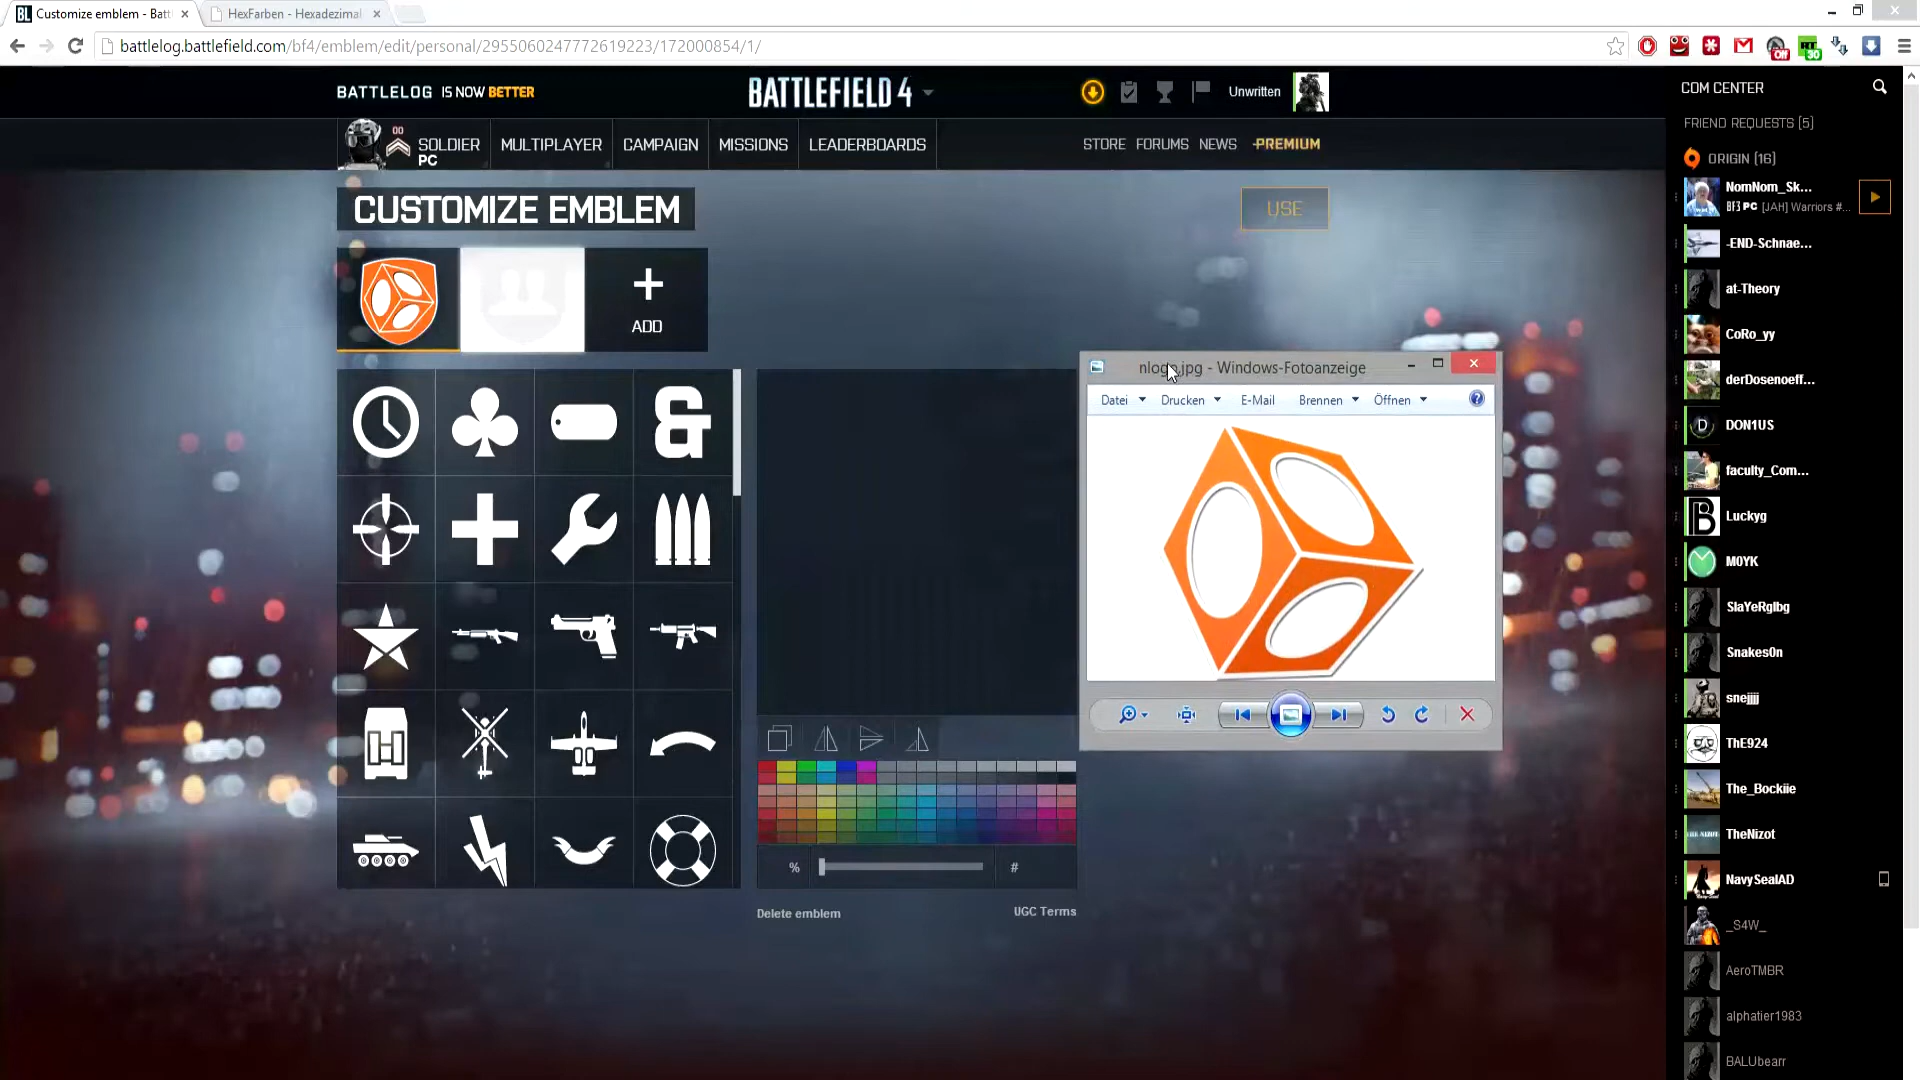 BL Customize emblem - Batt
HexFarben - Hexadezimal
battlelog.battlefield.com/bf4/emblem/edit/personal/2955060247772619223/172000854/1/
BATTLELOG IS NOW BETTER
BATTLEFIELD 4
Unwritten
COM CENTER
00
SOLDIER
PC
MULTIPLAYER
CAMPAIGN
MISSIONS
LEADERBOARDS
STORE
FORUMS
NEWS
PREMIUM
FRIEND REQUESTS [5]
ORIGIN [16]
CUSTOMIZE EMBLEM
USE
ADD
&
nlogo.jpg - Windows-Fotoanzeige
Datei
Drucken
E-Mail
Brennen
Öffnen
?
%
#
Delete emblem
UGC Terms
NomNom_Sk...
BF3 PC [JAH] Warriors #...
-END-Schnae...
at-Theory
CoRo_yy
derDosenoeff...
DON1US
faculty_Com...
Luckyg
M0YK
SlaYeRglbg
Snakes0n
snejjjj
ThE924
The_Bockiie
TheNizot
NavySealAD
_S4W_
AeroTMBR
alphatier1983
BALUbearr